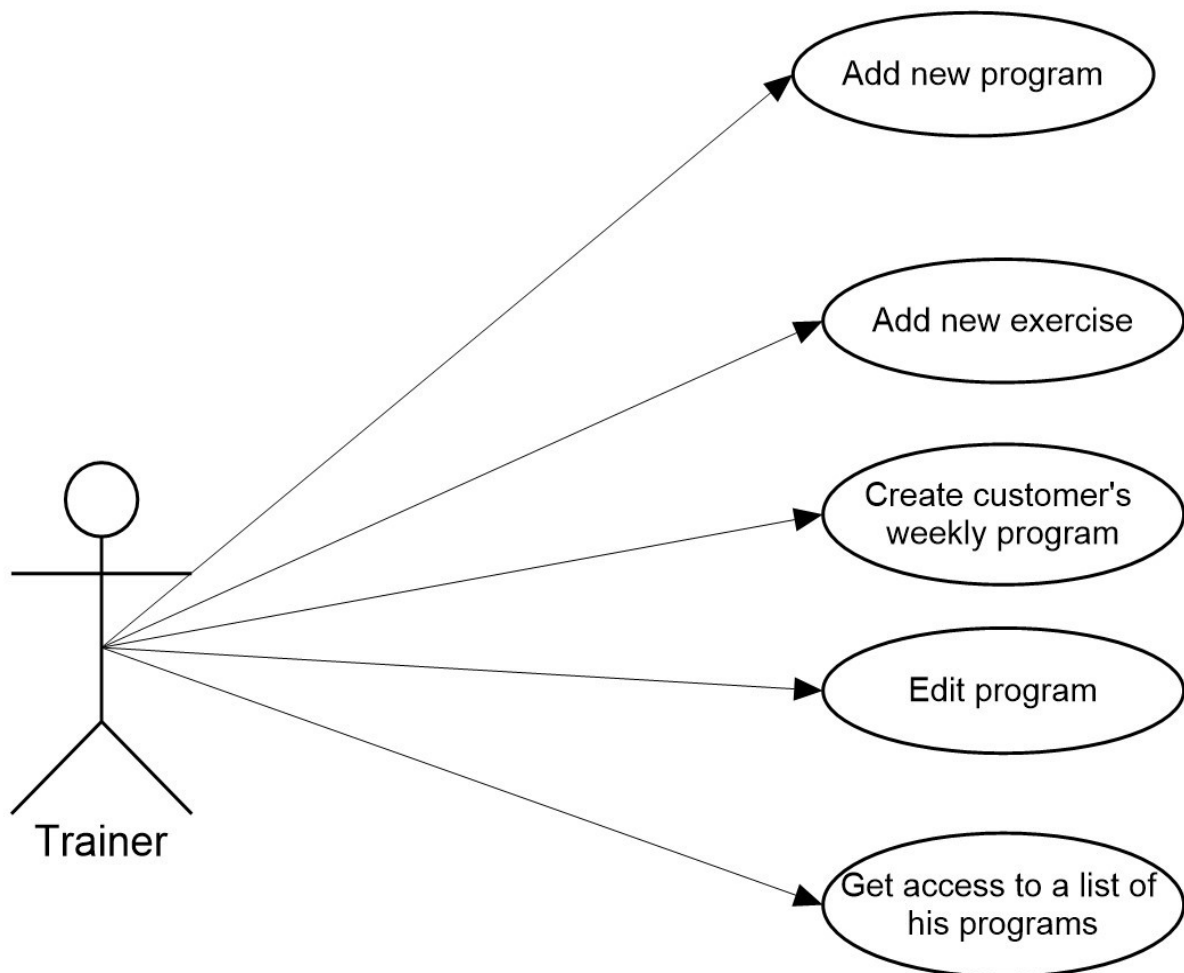 Add new program
Add new exercise
Create customer's
weekly program
Edit program
Get access to a list of
his programs
Trainer